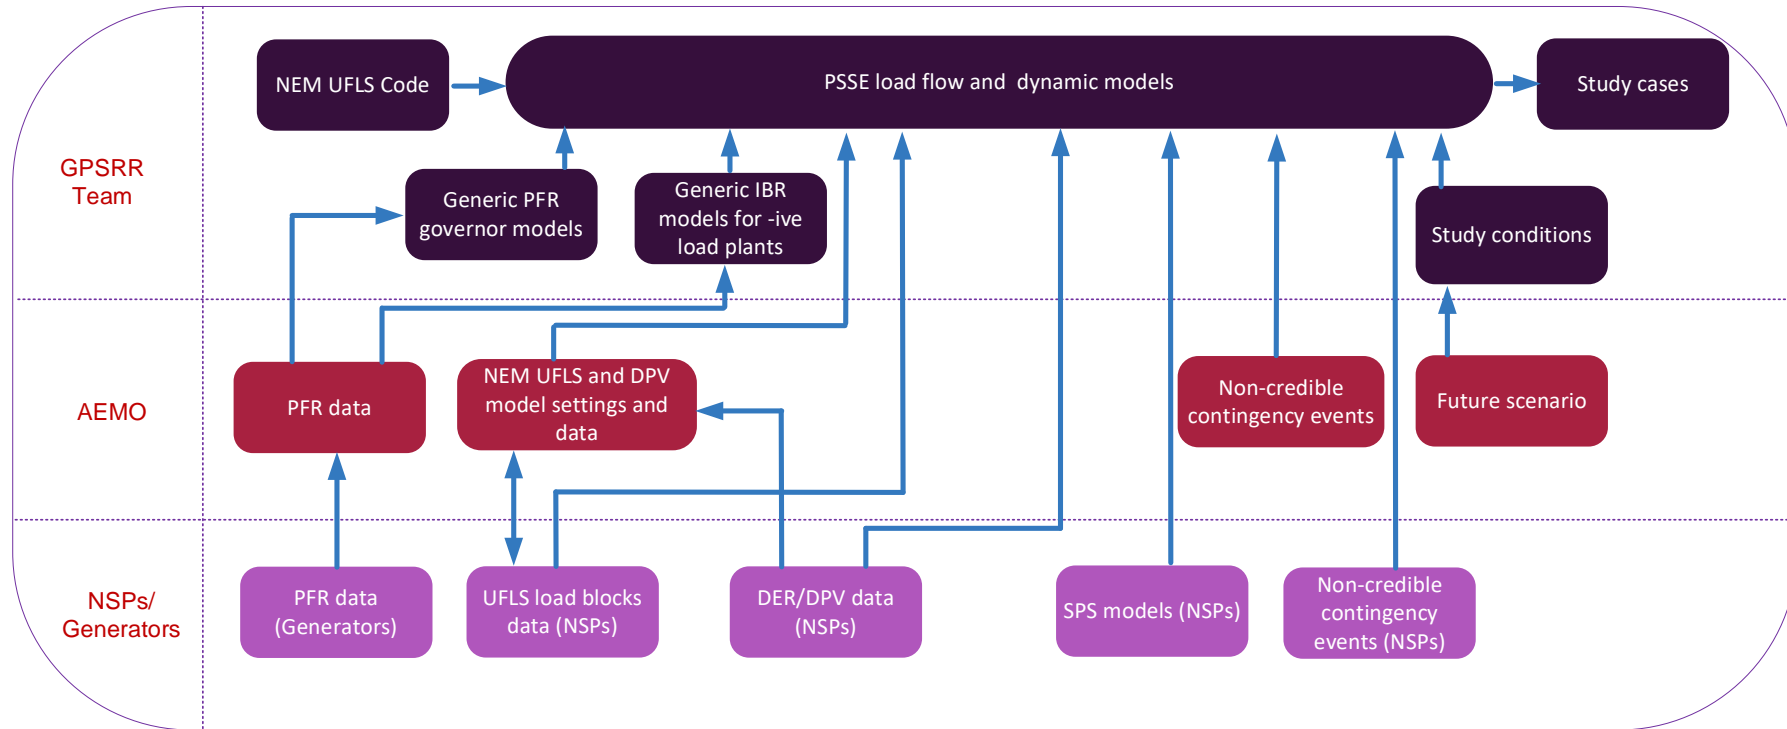 NEM UFLS Code
PSSE load flow and  dynamic models
Study cases
GPSRR
Team
Generic PFR
governor models
Generic IBR
models for -ive
load plants
Study conditions
AEMO
PFR data
NEM UFLS and DPV
model settings and
data
Non-credible
contingency events
Future scenario
NSPs/
Generators
PFR data
(Generators)
UFLS load blocks
data (NSPs)
DER/DPV data
(NSPs)
SPS models (NSPs)
Non-credible
contingency
events (NSPs)